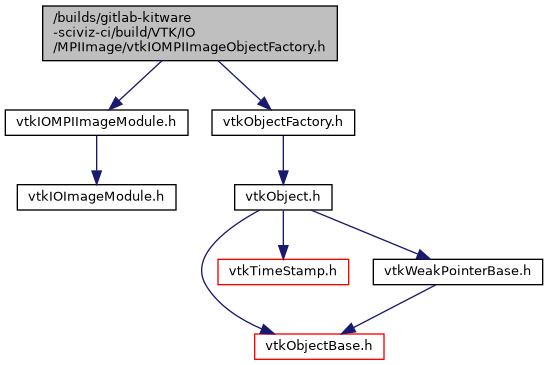 /builds/gitlab-kitware
-sciviz-ci/build/VTK/IO
/MPIImage/vtkIOMPIImageObjectFactory.h
vtkIOMPIImageModule.h
vtkObjectFactory.h
vtkIOImageModule.h
vtkObject.h
vtkTimeStamp.h
vtkWeakPointerBase.h
vtkObjectBase.h